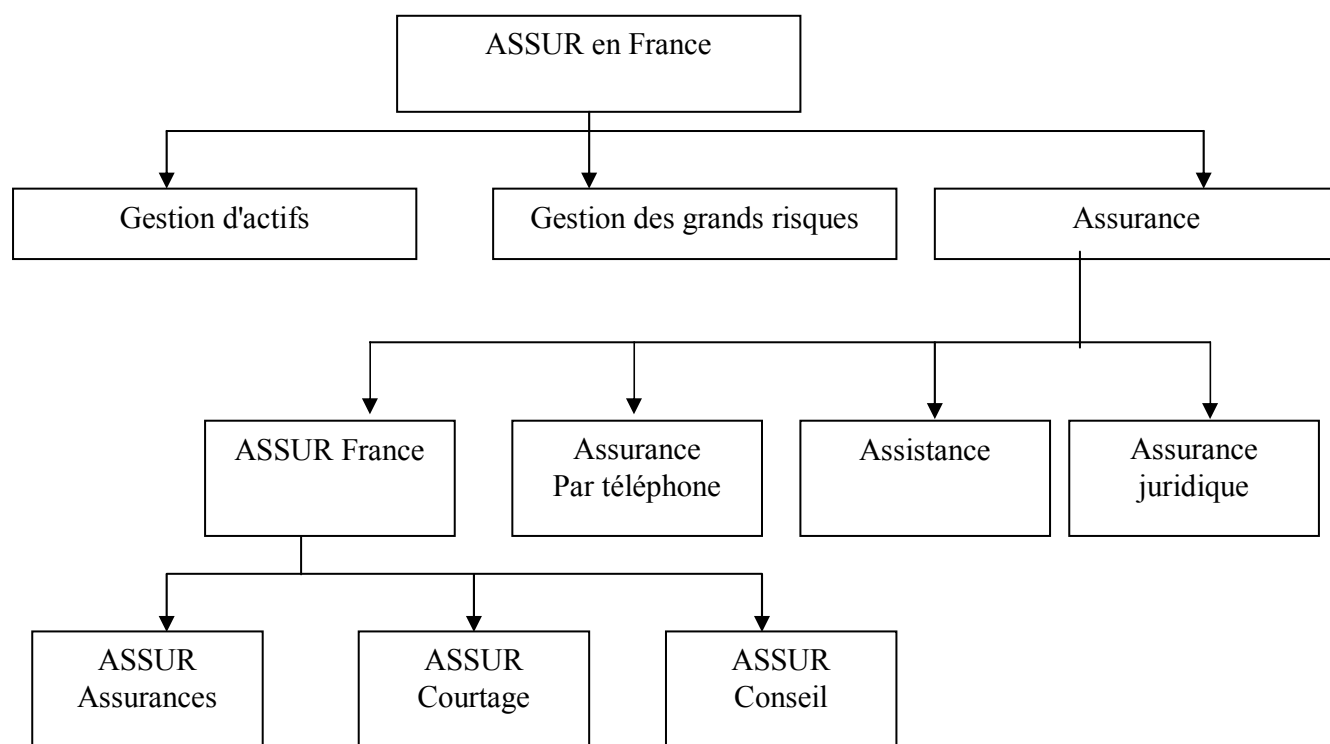 ASSUR en France
Gestion d'actifs
Gestion des grands risques
Assurance
ASSUR France
Assurance
Par téléphone
Assistance
Assurance
juridique
ASSUR
Assurances
ASSUR
Courtage
ASSUR
Conseil